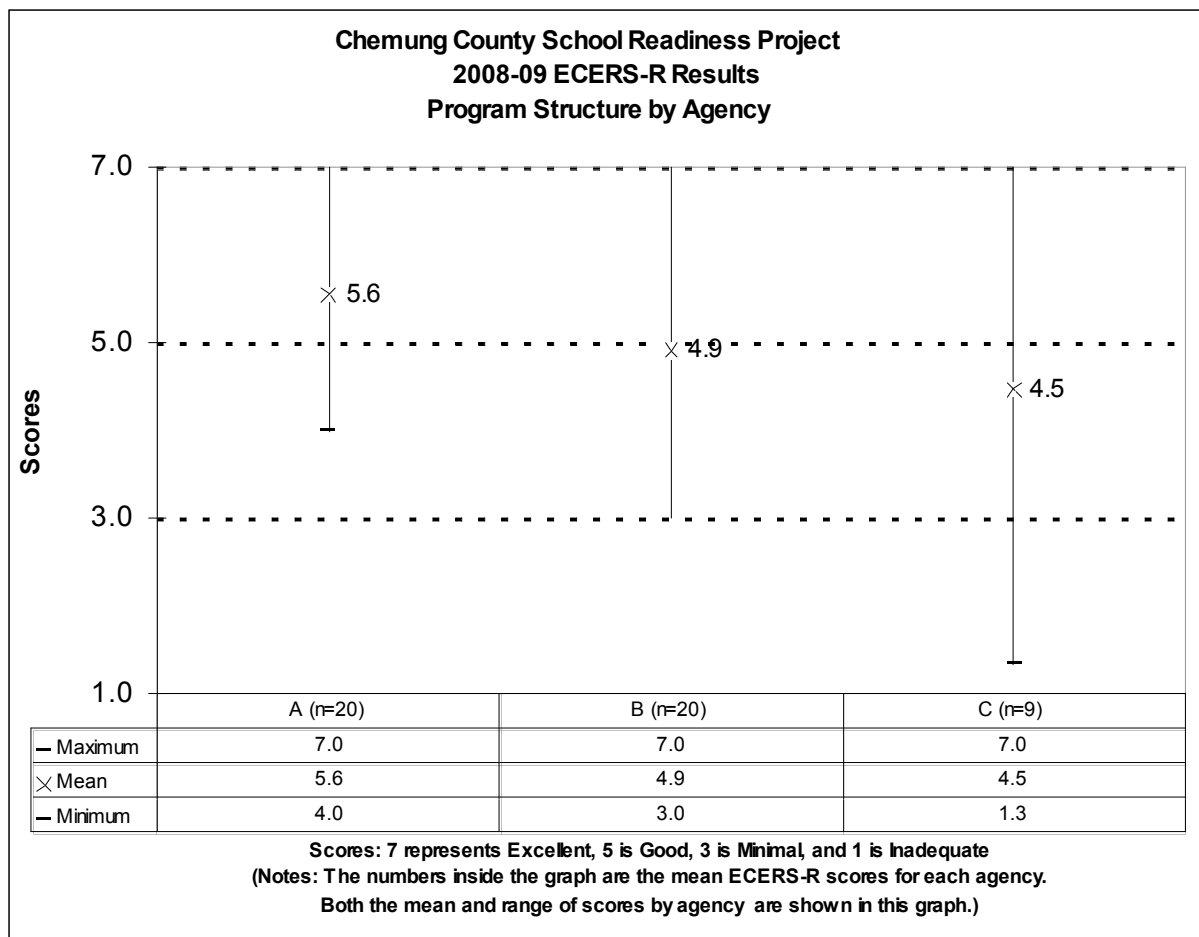 Chemung County School Readiness Project
2008-09 ECERS-R Results
Program Structure by Agency
7.0
5.6
5.0
4.9
4.5
Scores
3.0
1.0
A (n=20) B (n=20) C (n=9)
Maximum 7.0 7.0 7.0
Mean 5.6 4.9 4.5
Minimum 4.0 3.0 1.3
Scores: 7 represents Excellent, 5 is Good, 3 is Minimal, and 1 is Inadequate
(Notes: The numbers inside the graph are the mean ECERS-R scores for each agency.
Both the mean and range of scores by agency are shown in this graph.)